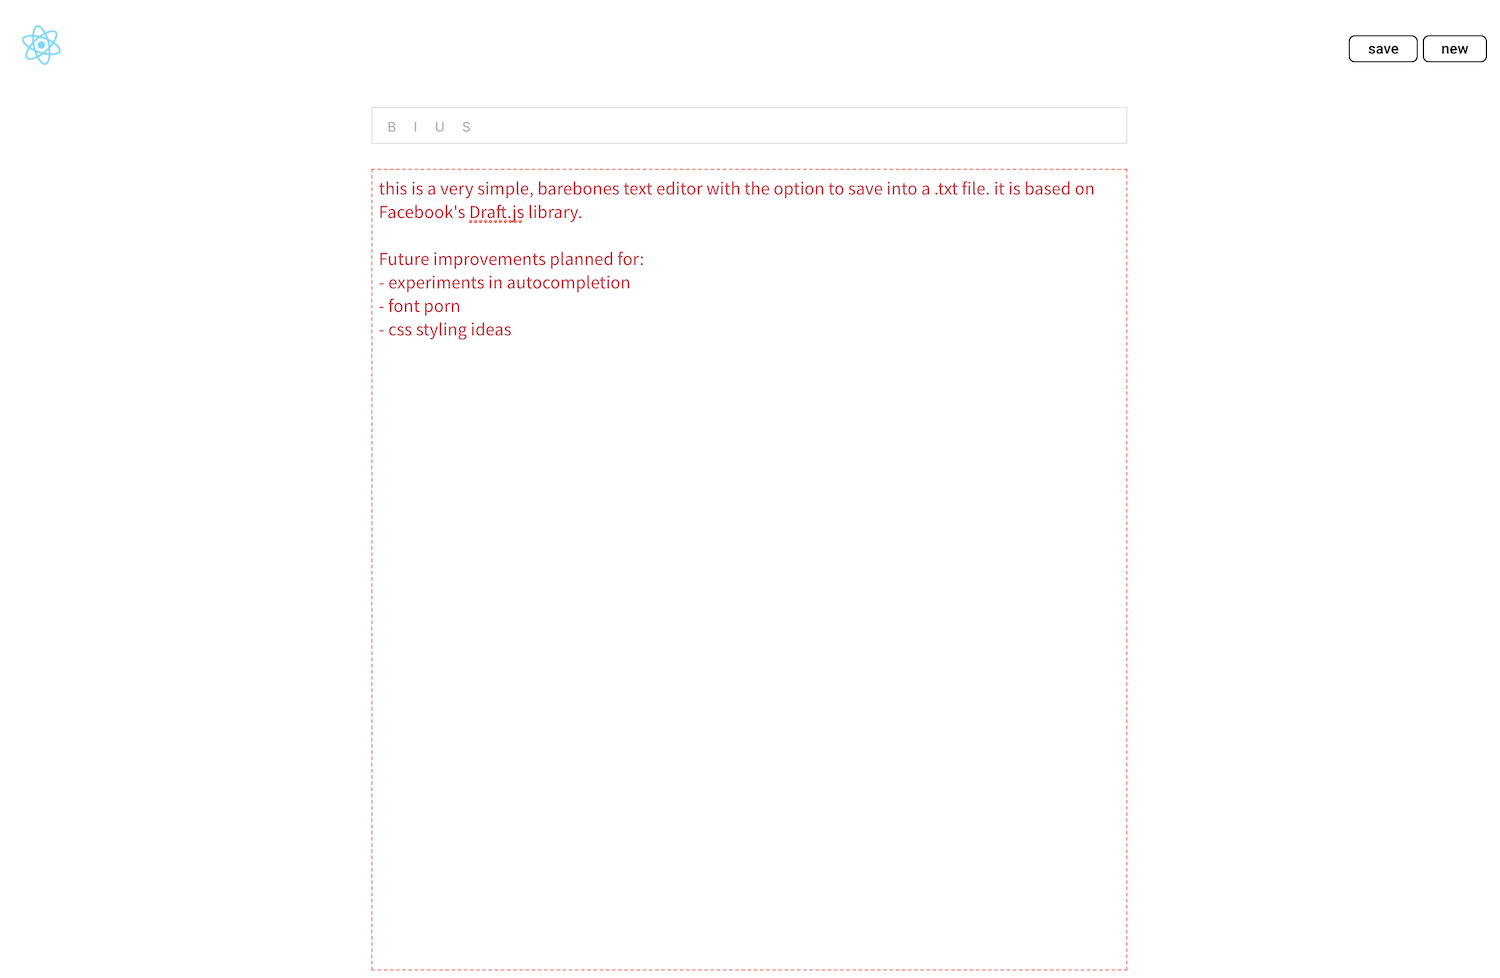 save new
B I U S
this is a very simple, barebones text editor with the option to save into a .txt file. it is based on
Facebook's Draft.js library.
Future improvements planned for:
- experiments in autocompletion
- font porn
- css styling ideas